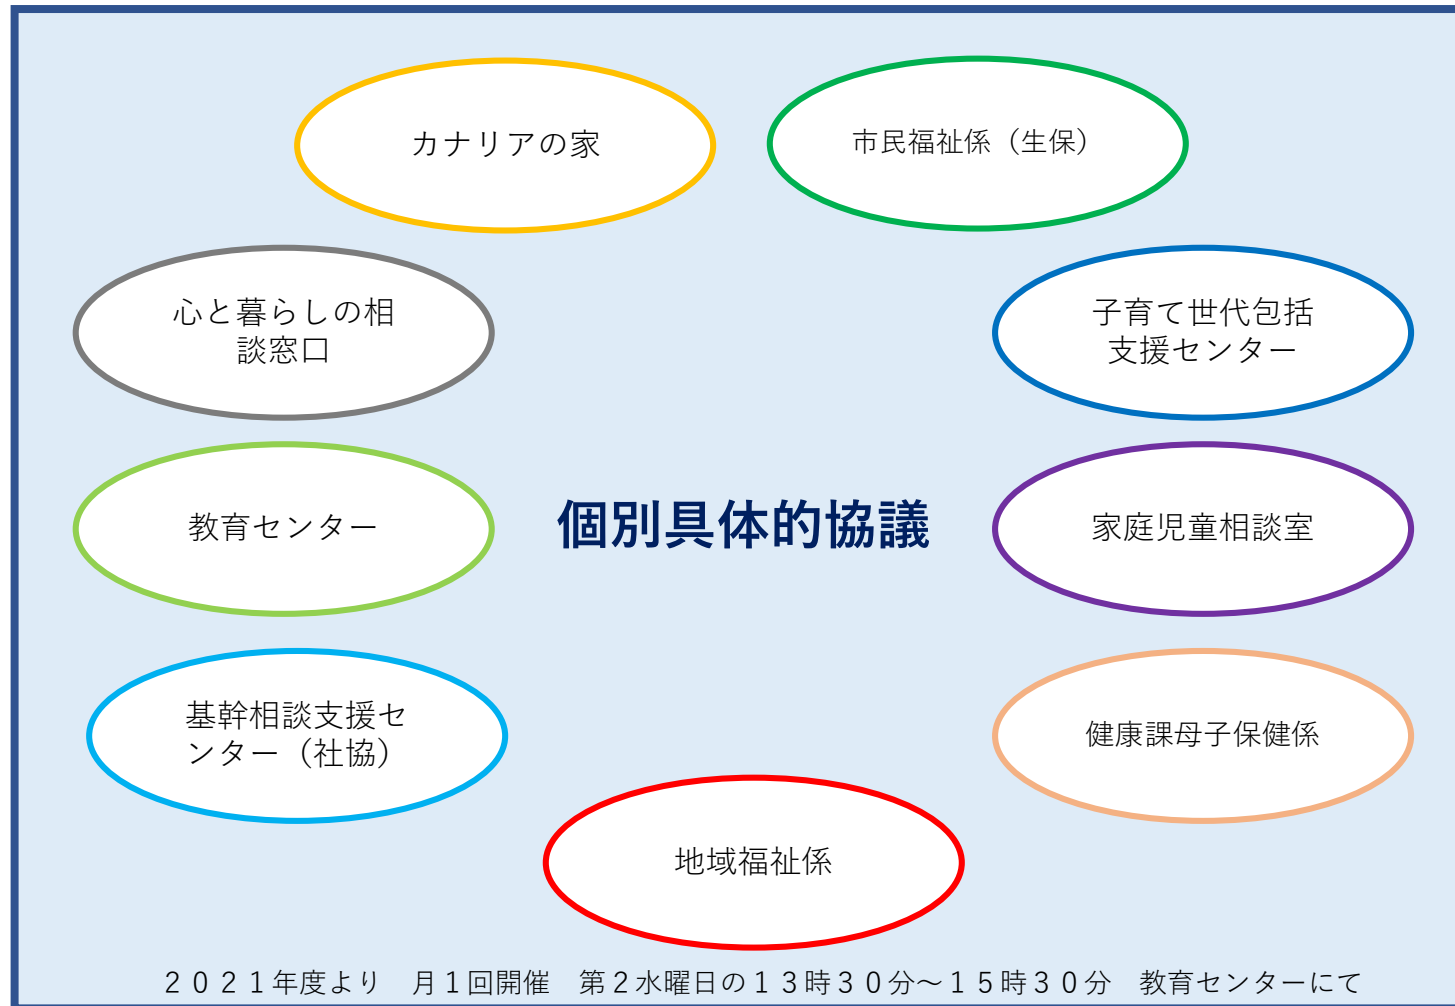 カナリアの家
市民福祉係（生保）
心と暮らしの相
談窓口
子育て世代包括
支援センター
教育センター
個別具体的協議
家庭児童相談室
基幹相談支援セ
ンター（社協）
健康課母子保健係
地域福祉係
２０２１年度より　月１回開催　第２水曜日の１３時３０分～１５時３０分　教育センターにて